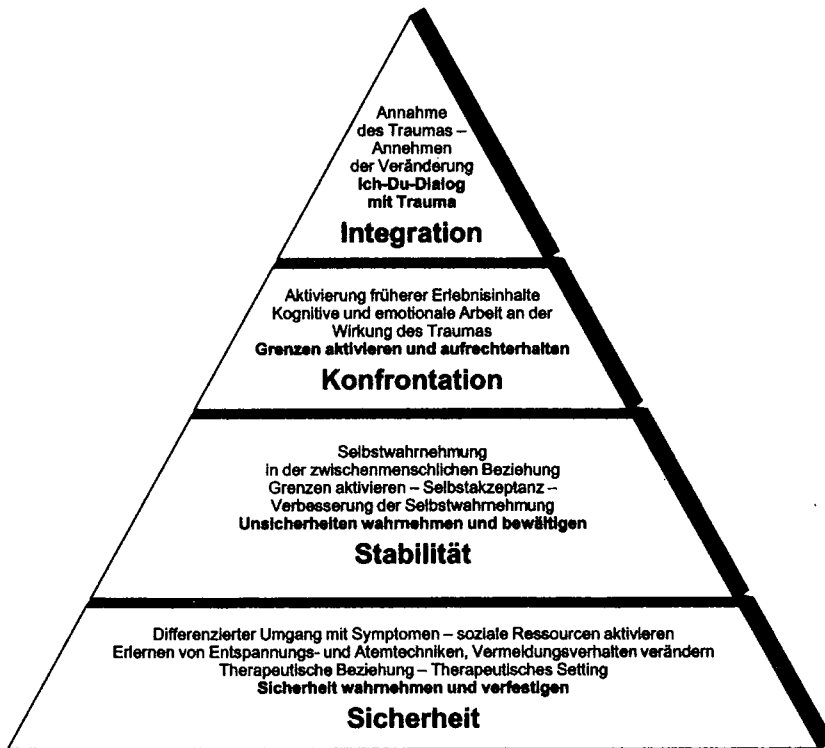 Annahme
des Traumas –
Annehmen
der Veränderung
Ich-Du-Dialog
mit Trauma
Integration
Aktivierung früherer Erlebnisinhalte
Kognitive und emotionale Arbeit an der
Wirkung des Traumas
Grenzen aktivieren und aufrechterhalten
Konfrontation
Selbstwahrnehmung
in der zwischenmenschlichen Beziehung
Grenzen aktivieren – Selbstakzeptanz –
Verbesserung der Selbstwahrnehmung
Unsicherheiten wahrnehmen und bewältigen
Stabilität
Differenzierter Umgang mit Symptomen – soziale Ressourcen aktivieren
Erlernen von Entspannungs- und Atemtechniken, Vermeidungsverhalten verändern
Therapeutische Beziehung – Therapeutisches Setting
Sicherheit wahrnehmen und verfestigen
Sicherheit